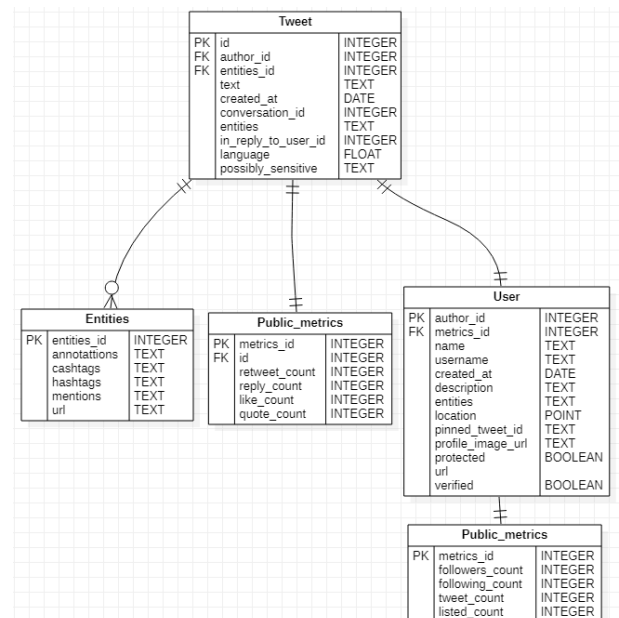 Tweet
PK id INTEGER
FK author_id INTEGER
FK entities_id INTEGER
text TEXT
created_at DATE
conversation_id INTEGER
entities TEXT
in_reply_to_user_id INTEGER
language FLOAT
possibly_sensitive TEXT
Entities
PK entities_id INTEGER
annotattions TEXT
cashtags TEXT
hashtags TEXT
mentions TEXT
url TEXT
Public_metrics
PK metrics_id INTEGER
FK id INTEGER
retweet_count INTEGER
reply_count INTEGER
like_count INTEGER
quote_count INTEGER
User
PK author_id INTEGER
FK metrics_id INTEGER
name TEXT
username TEXT
created_at DATE
description TEXT
entities TEXT
location POINT
pinned_tweet_id TEXT
profile_image_url TEXT
protected BOOLEAN
url
verified BOOLEAN
Public_metrics
PK metrics_id INTEGER
followers_count INTEGER
following_count INTEGER
tweet_count INTEGER
listed_count INTEGER